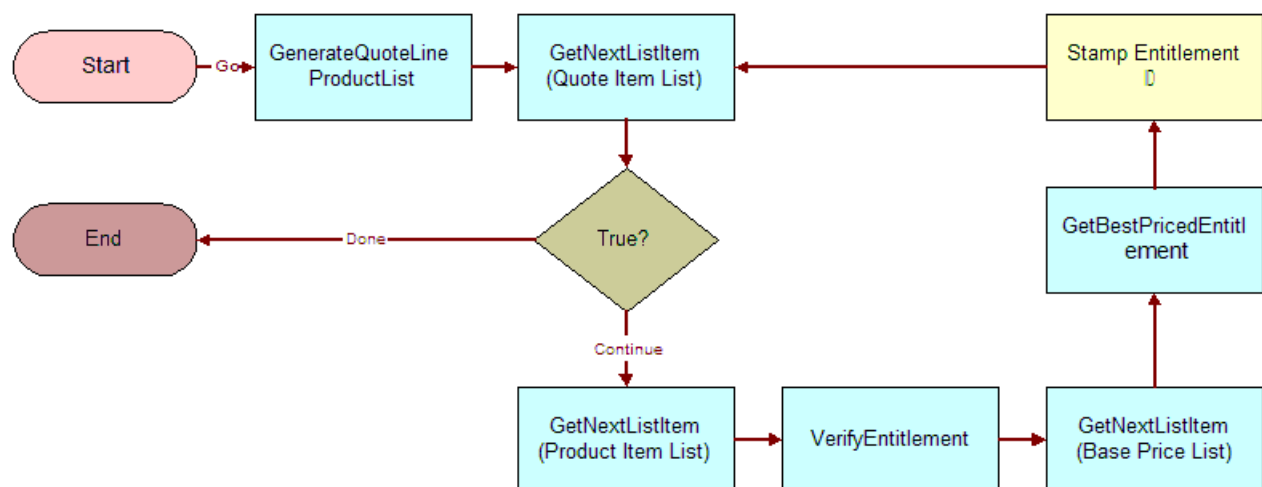 Start
Go
GenerateQuoteLine
ProductList
GetNextListItem
(Quote Item List)
Stamp Entitlement
End
Done
True?
GetBestPricedEntitl
ement
Continue
GetNextListItem
(Product Item List)
VerifyEntitlement
GetNextListItem
(Base Price List)